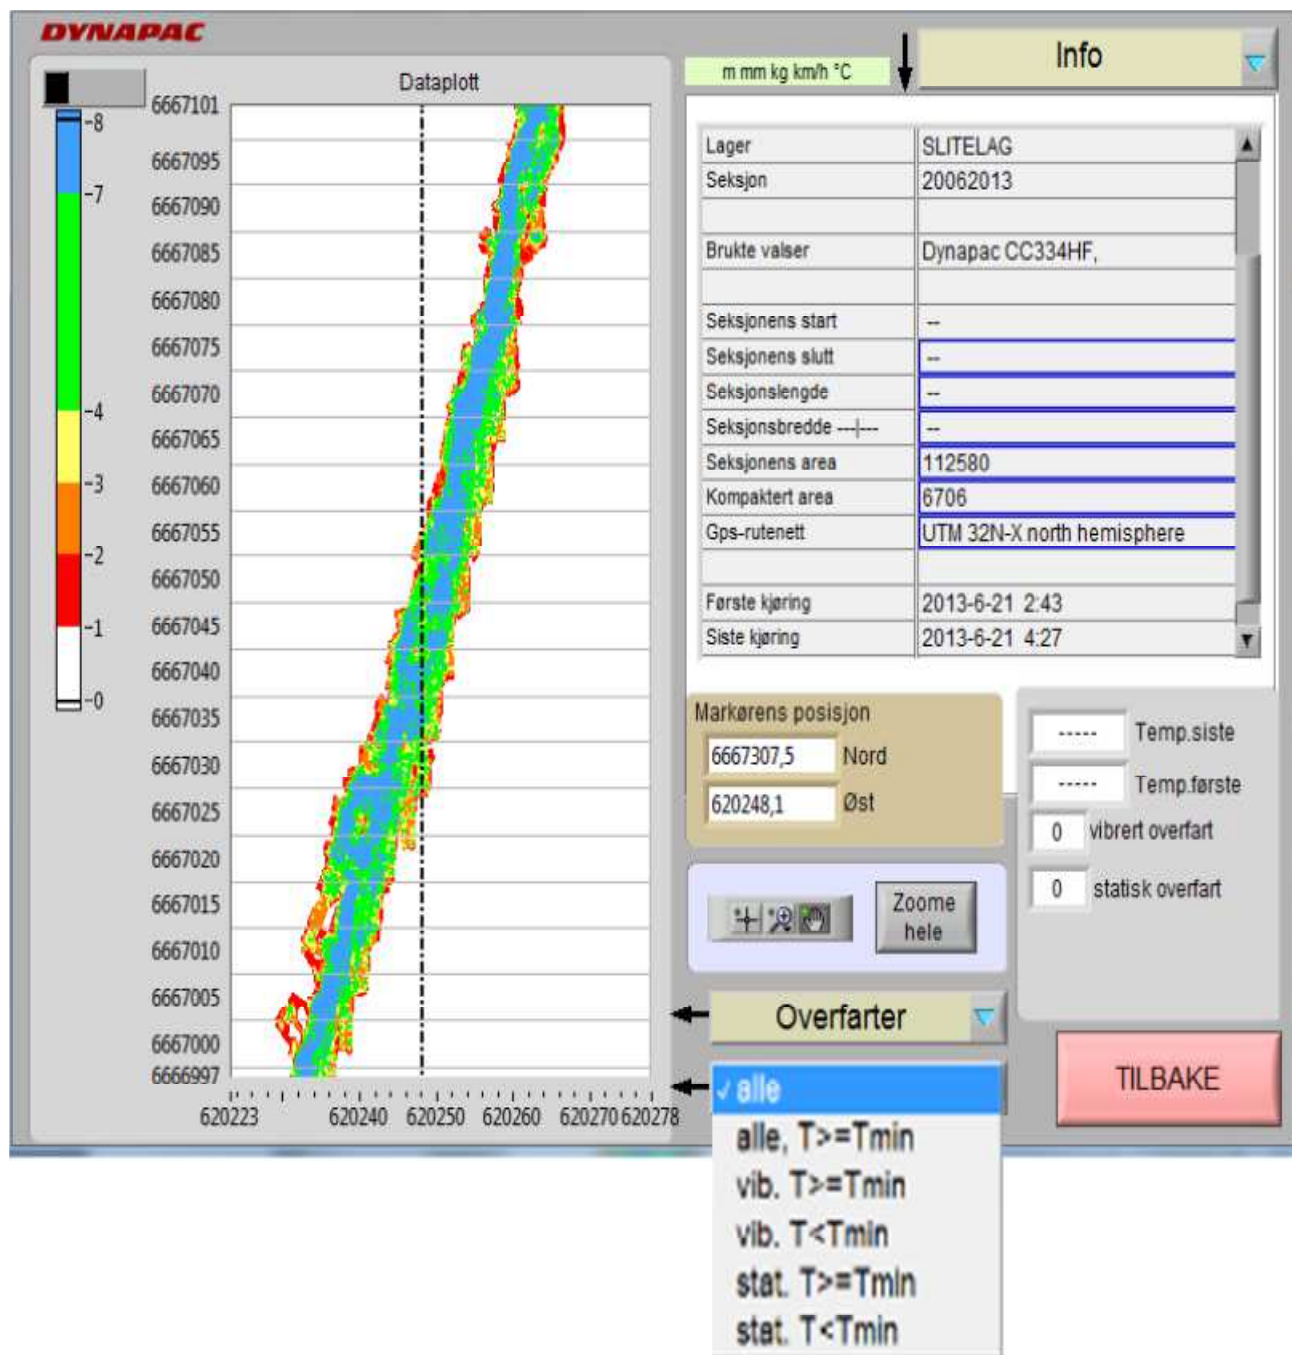 DYNAPAC
Dataplott
-8
-7
-4
-3
-2
-1
-0
6667101
6667095
6667090
6667085
6667080
6667075
6667070
6667065
6667060
6667055
6667050
6667045
6667040
6667035
6667030
6667025
6667020
6667015
6667010
6667005
6667000
6666997
620223 620240 620250 620260 620270 620278
m mm kg km/h °C
Info
Lager SLITELAG
Seksjon 20062013
Brukte valser Dynapac CC334HF,
Seksjonens start --
Seksjonens slutt --
Seksjonslengde --
Seksjonsbredde ---|--- --
Seksjonens area 112580
Kompaktert area 6706
Gps-rutenett UTM 32N-X north hemisphere
Første kjøring 2013-6-21 2:43
Siste kjøring 2013-6-21 4:27
Markørens posisjon
6667307,5 Nord
620248,1 Øst
----- Temp.siste
----- Temp.første
0 vibrert overfart
0 statisk overfart
Zoome
hele
Overfarter
✓ alle
alle, T>=Tmin
vib. T>=Tmin
vib. T<Tmin
stat. T>=Tmin
stat. T<Tmin
TILBAKE